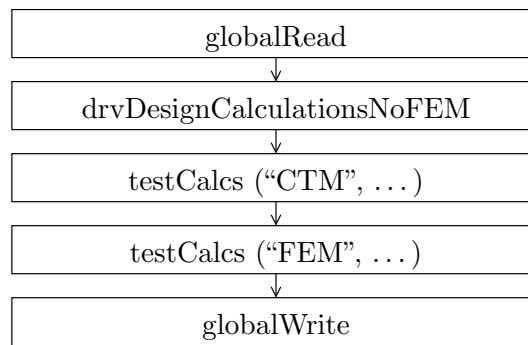 globalRead
drvDesignCalculationsNoFEM
testCalcs (“CTM”, . . . )
testCalcs (“FEM”, . . . )
globalWrite